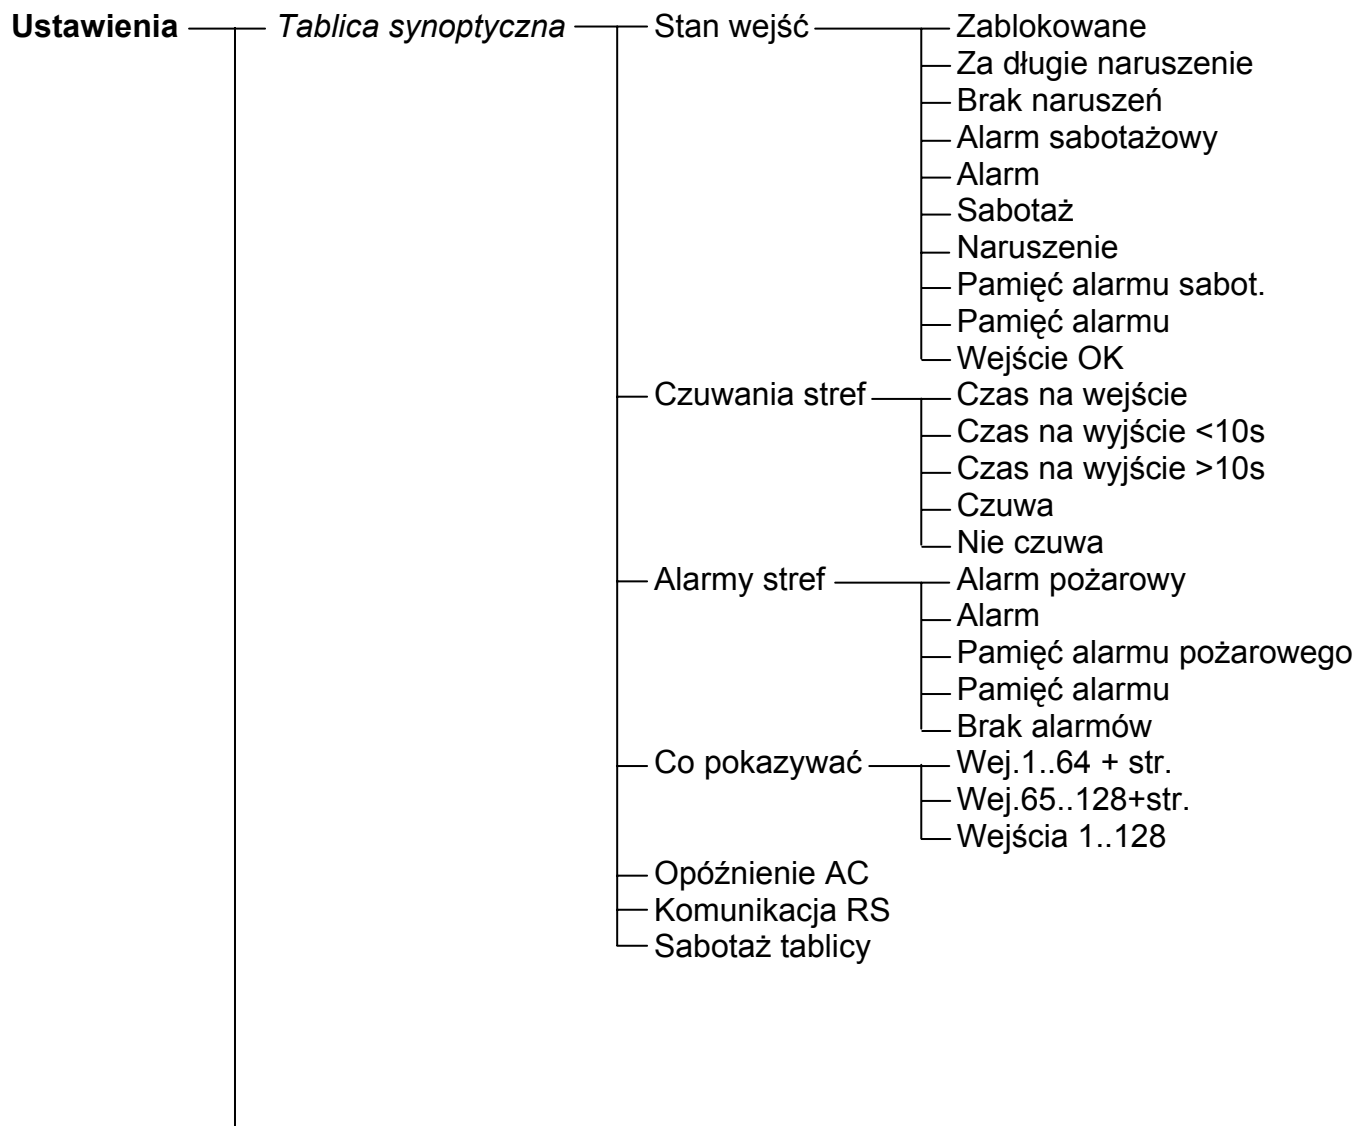 Ustawienia Tablica synoptyczna Stan wejść Zablokowane
Za długie naruszenie
Brak naruszeń
Alarm sabotażowy
Alarm
Sabotaż
Naruszenie
Pamięć alarmu sabot.
Pamięć alarmu
Wejście OK
Czuwania stref Czas na wejście
Czas na wyjście <10s
Czas na wyjście >10s
Czuwa
Nie czuwa
Alarmy stref Alarm pożarowy
Alarm
Pamięć alarmu pożarowego
Pamięć alarmu
Brak alarmów
Co pokazywać Wej.1..64 + str.
Wej.65..128+str.
Wejścia 1..128
Opóźnienie AC
Komunikacja RS
Sabotaż tablicy